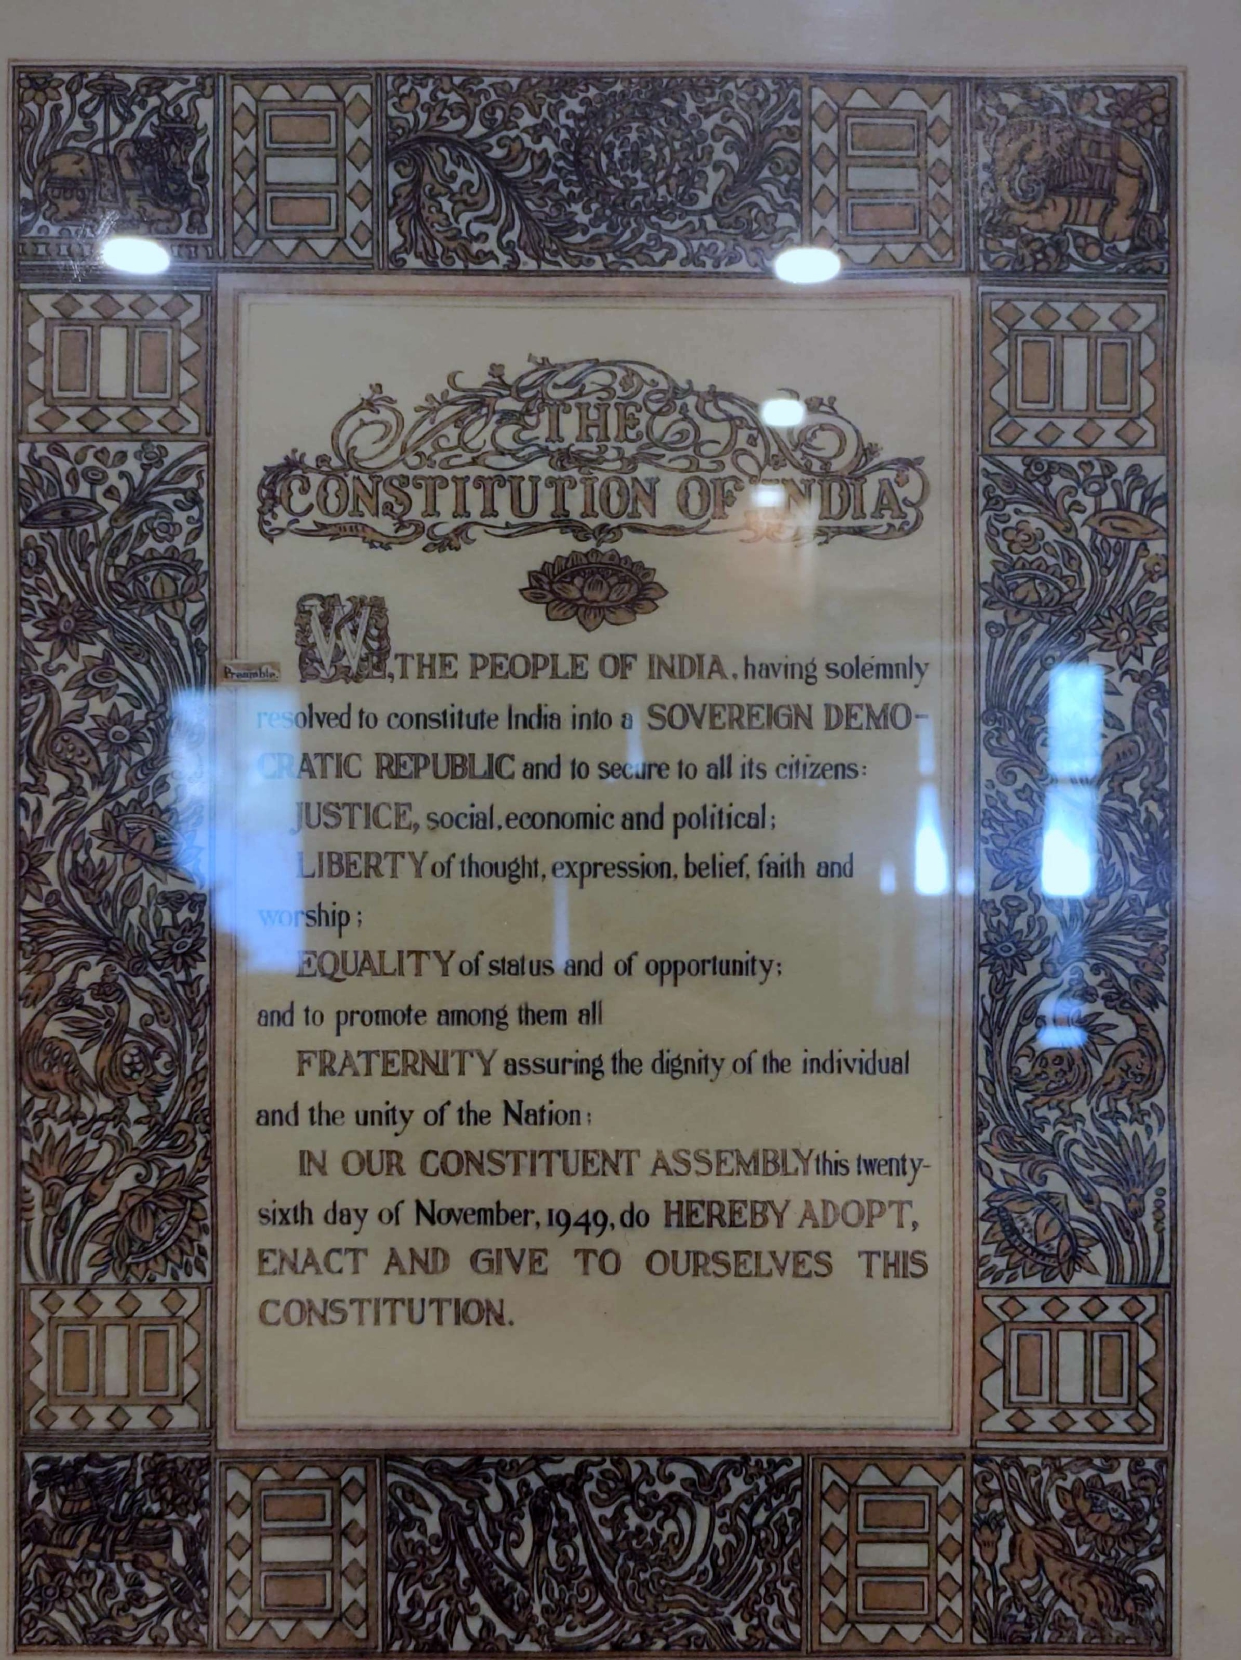 THE
CONSTITUTION OF INDIA
Preamble.
WE, THE PEOPLE OF INDIA, having solemnly
resolved to constitute India into a SOVEREIGN DEMO-
CRATIC REPUBLIC and to secure to all its citizens:
JUSTICE, social, economic and political;
LIBERTY of thought, expression, belief, faith and
worship;
EQUALITY of status and of opportunity;
and to promote among them all
FRATERNITY assuring the dignity of the individual
and the unity of the Nation;
IN OUR CONSTITUENT ASSEMBLY this twenty-
sixth day of November, 1949, do HEREBY ADOPT,
ENACT AND GIVE TO OURSELVES THIS
CONSTITUTION.